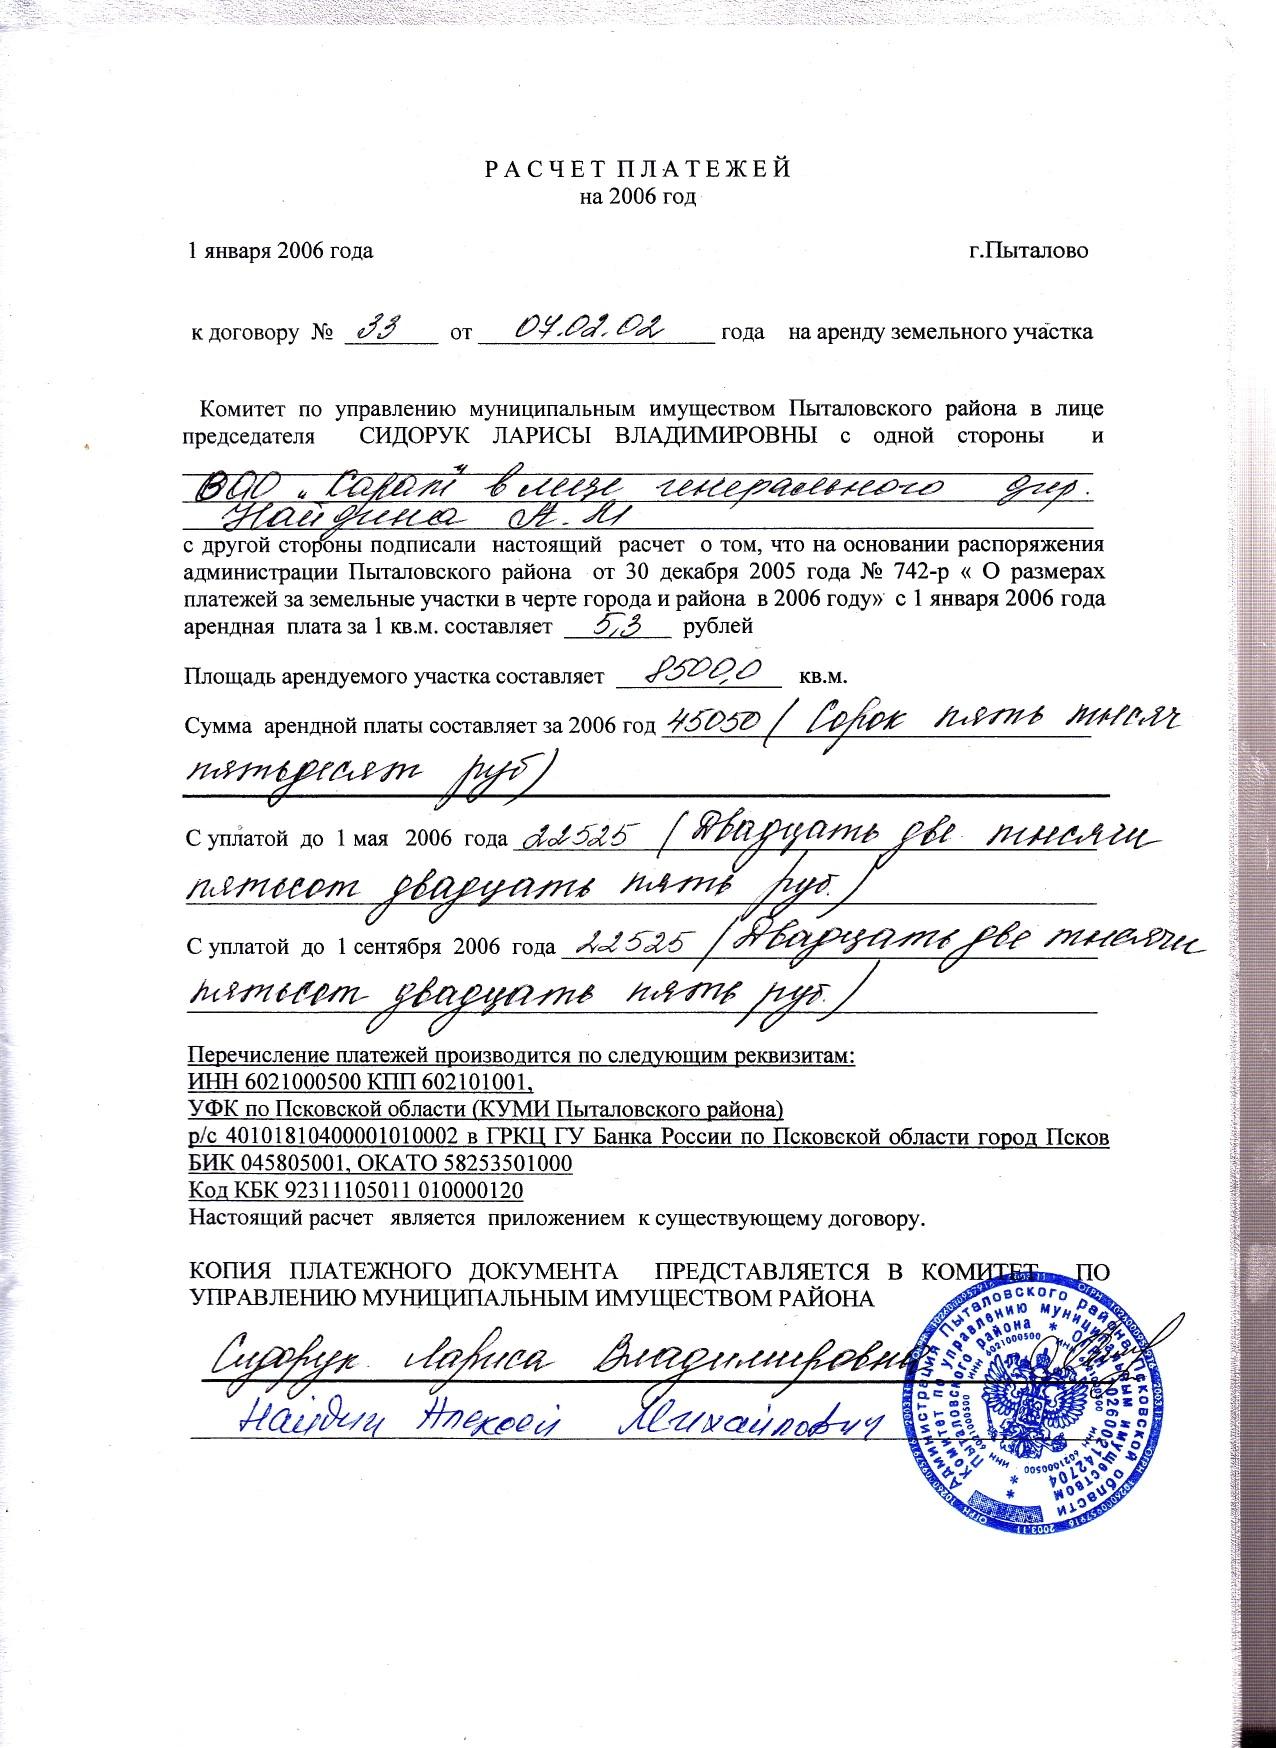 РАСЧЕТ ПЛАТЕЖЕЙ
на 2006 год
1 января 2006 года г.Пыталово
к договору № 33 от 07.02.02 года на аренду земельного участка
Комитет по управлению муниципальным имуществом Пыталовского района в лице
председателя СИДОРУК ЛАРИСЫ ВЛАДИМИРОВНЫ с одной стороны и
в лице генерального дир.
Найдина А.М
с другой стороны подписали настоящий расчет о том, что на основании распоряжения
администрации Пыталовского района от 30 декабря 2005 года № 742-р « О размерах
платежей за земельные участки в черте города и района в 2006 году» с 1 января 2006 года
арендная плата за 1 кв.м. составляет 5,3 рублей
Площадь арендуемого участка составляет 8500,0 кв.м.
Сумма арендной платы составляет за 2006 год 45050 (Сорок пять тысяч
пятьдесят руб)
С уплатой до 1 мая 2006 года 22525 (Двадцать две тысячи
пятьсот двадцать пять руб.)
С уплатой до 1 сентября 2006 года 22525 (Двадцать две тысячи
пятьсот двадцать пять руб.)
Перечисление платежей производится по следующим реквизитам:
ИНН 6021000500 КПП 602101001,
УФК по Псковской области (КУМИ Пыталовского района)
р/с 40101810400001010002 в ГРКЦ ГУ Банка России по Псковской области город Псков
БИК 045805001, ОКАТО 58253501000
Код КБК 92311105011 010000120
Настоящий расчет является приложением к существующему договору.
КОПИЯ ПЛАТЕЖНОГО ДОКУМЕНТА ПРЕДСТАВЛЯЕТСЯ В КОМИТЕТ ПО
УПРАВЛЕНИЮ МУНИЦИПАЛЬНЫМ ИМУЩЕСТВОМ РАЙОНА
Сидорук Лариса Владимировна
Найдин Алексей Михайлович
Администрация Пыталовского района Псковской области
Комитет по управлению муниципальным имуществом
Пыталовского района * ОГРН 1026002142704 *
ИНН 6021000500